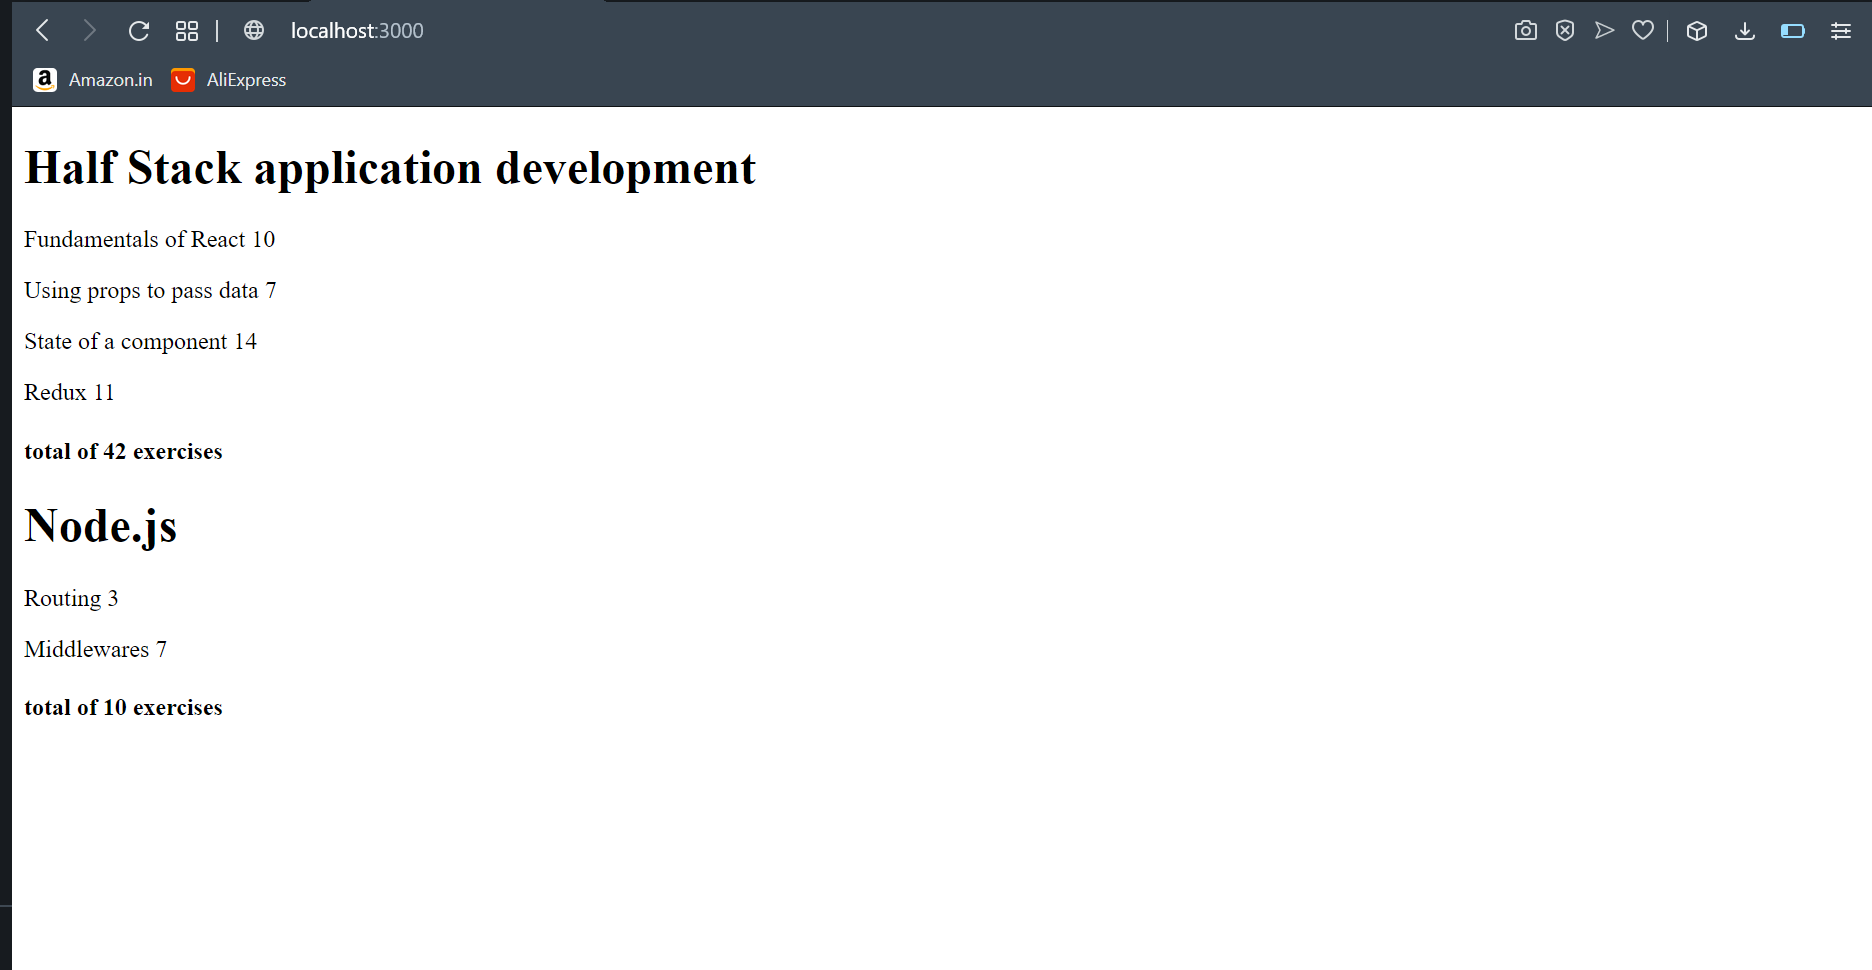 localhost:3000
Amazon.in AliExpress
Half Stack application development
Fundamentals of React 10
Using props to pass data 7
State of a component 14
Redux 11
total of 42 exercises
Node.js
Routing 3
Middlewares 7
total of 10 exercises